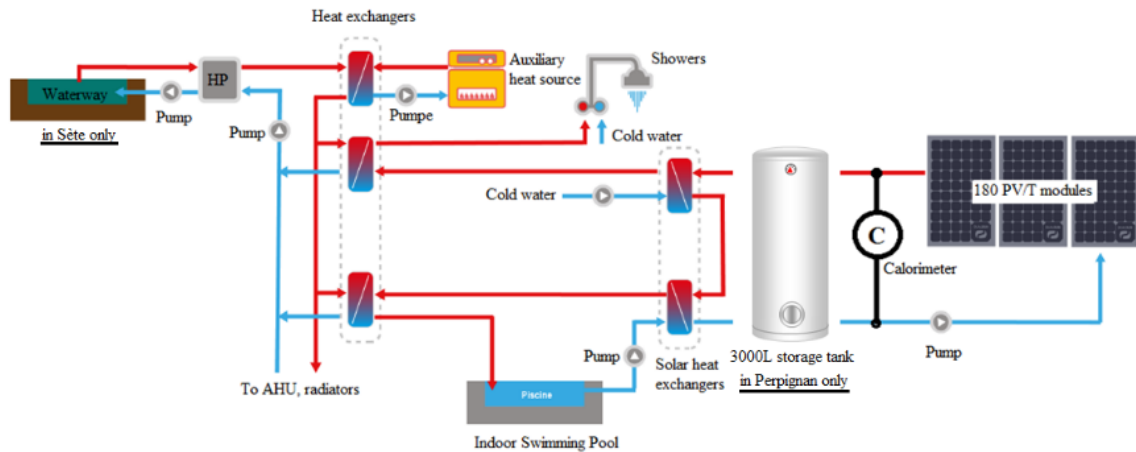 Heat exchangers
HP
Waterway
Pump
in Sète only
Pump
Auxiliary
heat source
Pumpe
Showers
Cold water
Cold water
180 PV/T modules
C
Calorimeter
Pump
Pump
Solar heat
exchangers
3000L storage tank
in Perpignan only
To AHU, radiators
Piscine
Indoor Swimming Pool